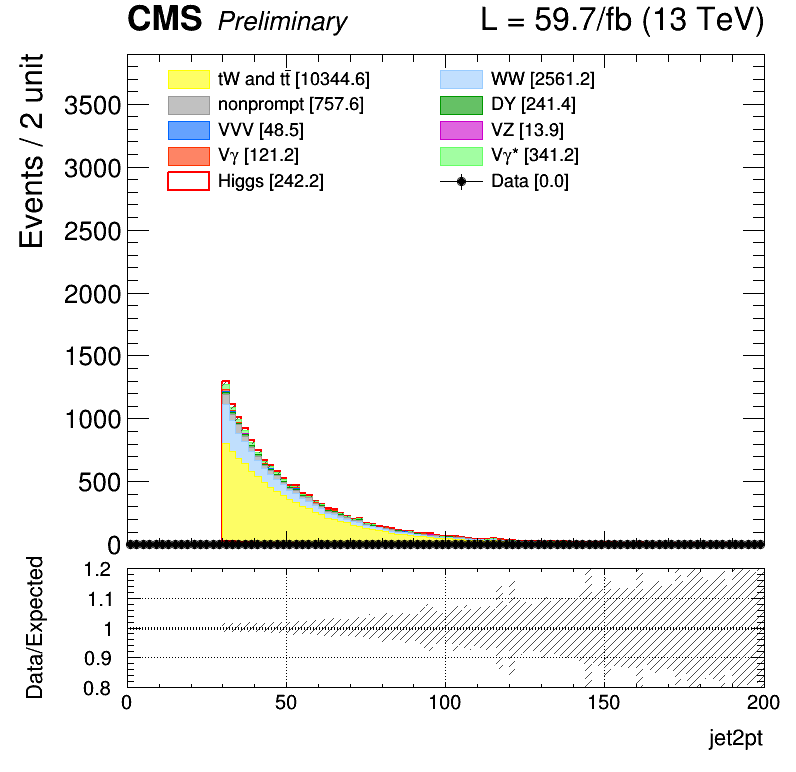 CMS Preliminary L = 59.7/fb (13 TeV)
Events / 2 unit
tW and tt̄ [10344.6] WW [2561.2]
nonprompt [757.6] DY [241.4]
VVV [48.5] VZ [13.9]
Vγ [121.2] Vγ* [341.2]
Higgs [242.2] Data [0.0]
3500
3000
2500
2000
1500
1000
500
0
Data/Expected
1.2
1.1
1
0.9
0.8
0 50 100 150 200
jet2pt